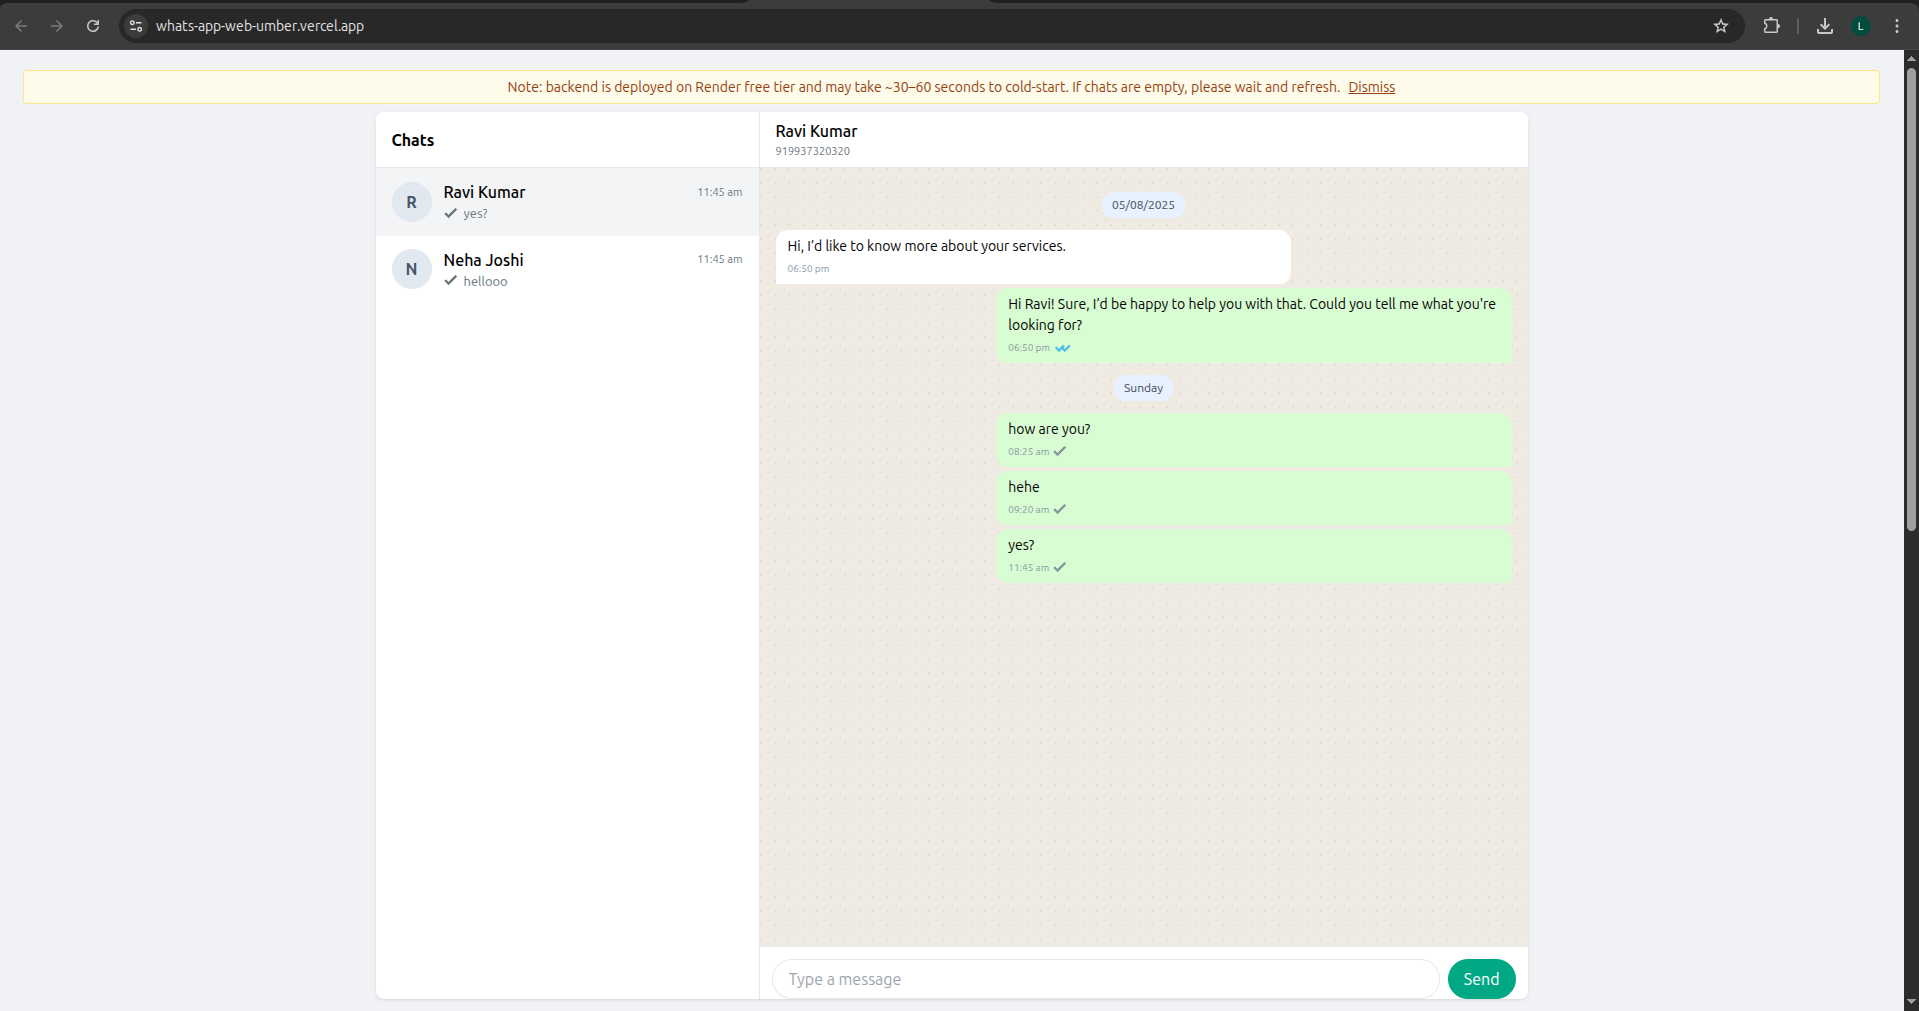 whats-app-web-umber.vercel.app
L
Note: backend is deployed on Render free tier and may take ~30–60 seconds to cold-start. If chats are empty, please wait and refresh. Dismiss
Chats
R
Ravi Kumar
11:45 am
yes?
N
Neha Joshi
11:45 am
hellooo
Ravi Kumar
919937320320
05/08/2025
Hi, I’d like to know more about your services.
06:50 pm
Hi Ravi! Sure, I’d be happy to help you with that. Could you tell me what you're
looking for?
06:50 pm
Sunday
how are you?
08:25 am
hehe
09:20 am
yes?
11:45 am
Type a message
Send